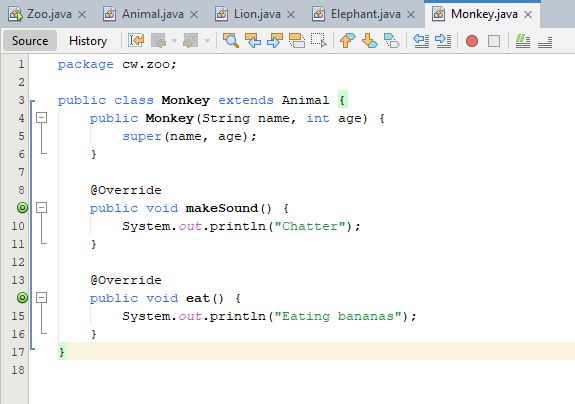 Zoo.java Animal.java Lion.java Elephant.java Monkey.java
Source History
1 package cw.zoo;
2
3 public class Monkey extends Animal {
4     public Monkey(String name, int age) {
5         super(name, age);
6     }
7
8     @Override
    public void makeSound() {
10         System.out.println("Chatter");
11     }
12
13     @Override
    public void eat() {
15         System.out.println("Eating bananas");
16     }
17 }
18